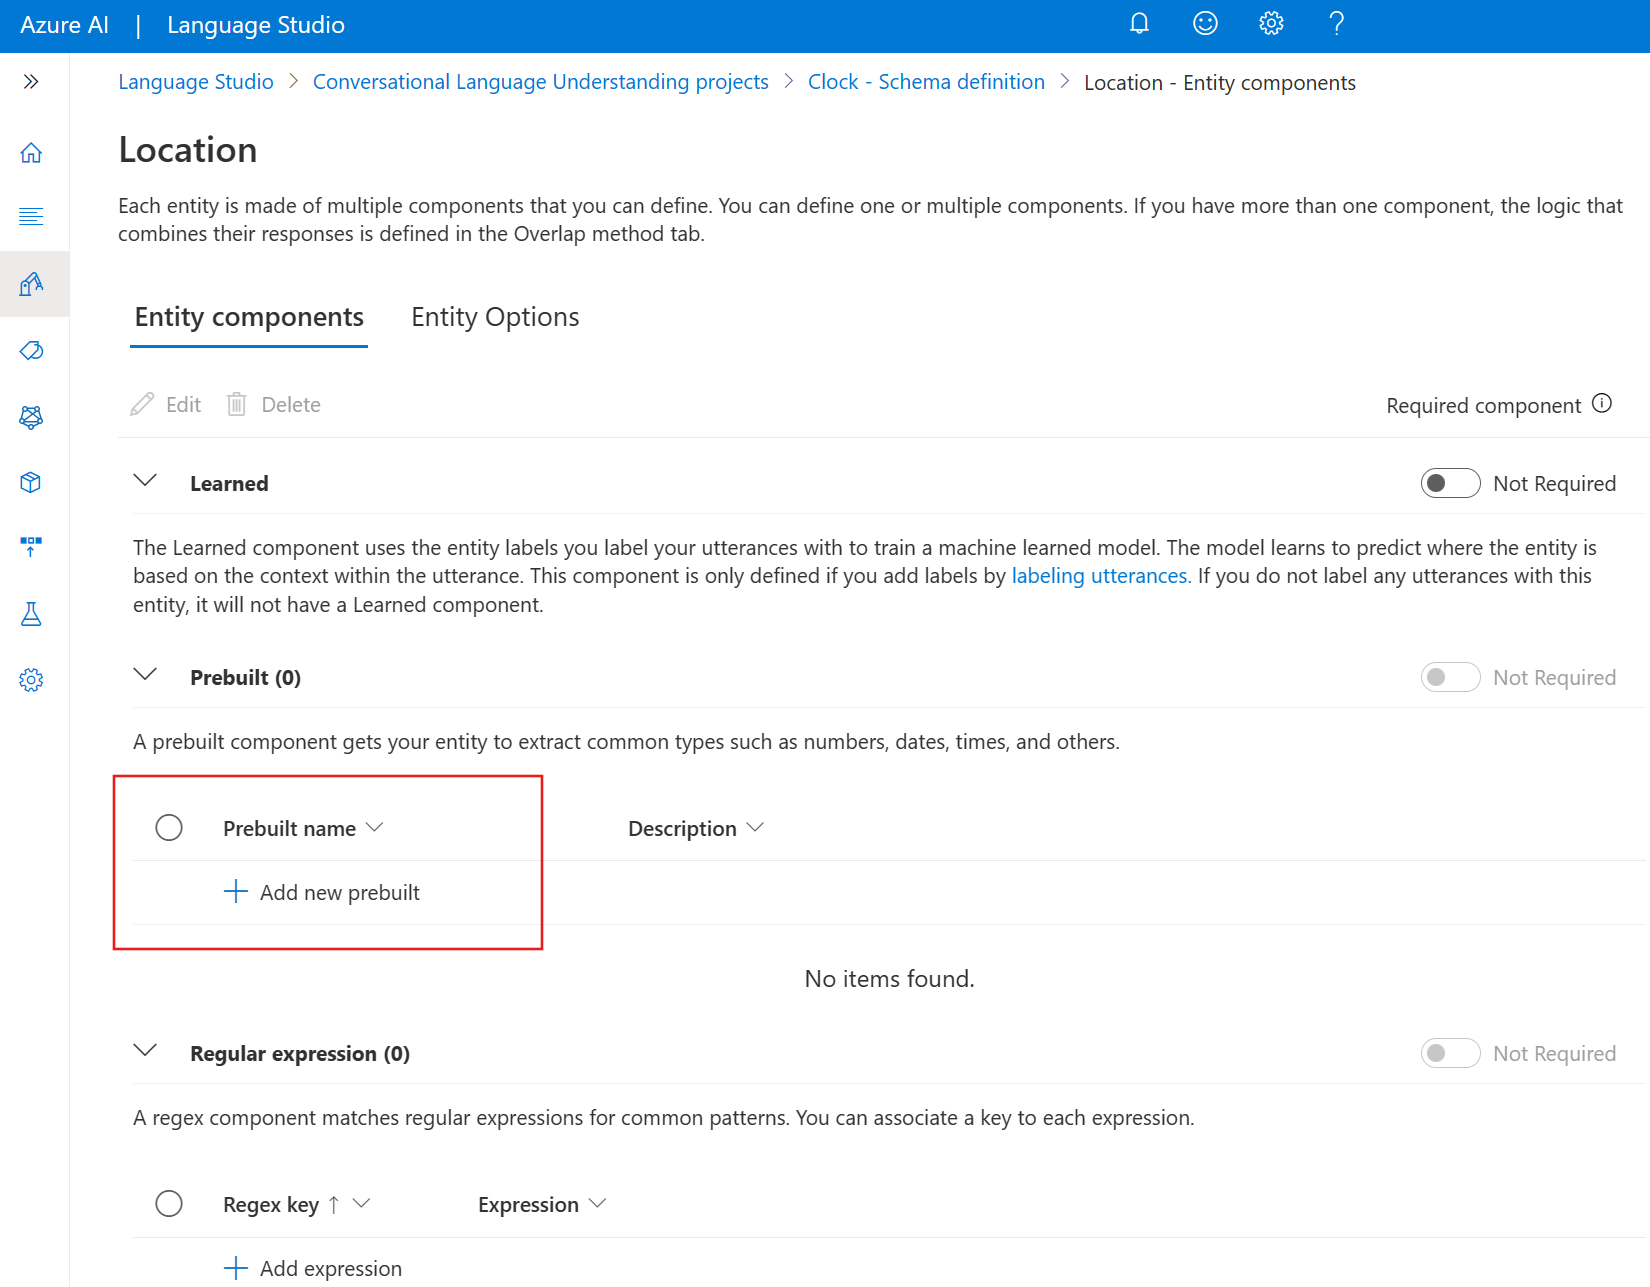 Azure AI | Language Studio
Language Studio > Conversational Language Understanding projects > Clock - Schema definition > Location - Entity components
Location
Each entity is made of multiple components that you can define. You can define one or multiple components. If you have more than one component, the logic that
combines their responses is defined in the Overlap method tab.
Entity components Entity Options
Edit Delete Required component
Learned Not Required
The Learned component uses the entity labels you label your utterances with to train a machine learned model. The model learns to predict where the entity is
based on the context within the utterance. This component is only defined if you add labels by labeling utterances. If you do not label any utterances with this
entity, it will not have a Learned component.
Prebuilt (0) Not Required
A prebuilt component gets your entity to extract common types such as numbers, dates, times, and others.
Prebuilt name Description
Add new prebuilt
No items found.
Regular expression (0) Not Required
A regex component matches regular expressions for common patterns. You can associate a key to each expression.
Regex key ↑ Expression
Add expression